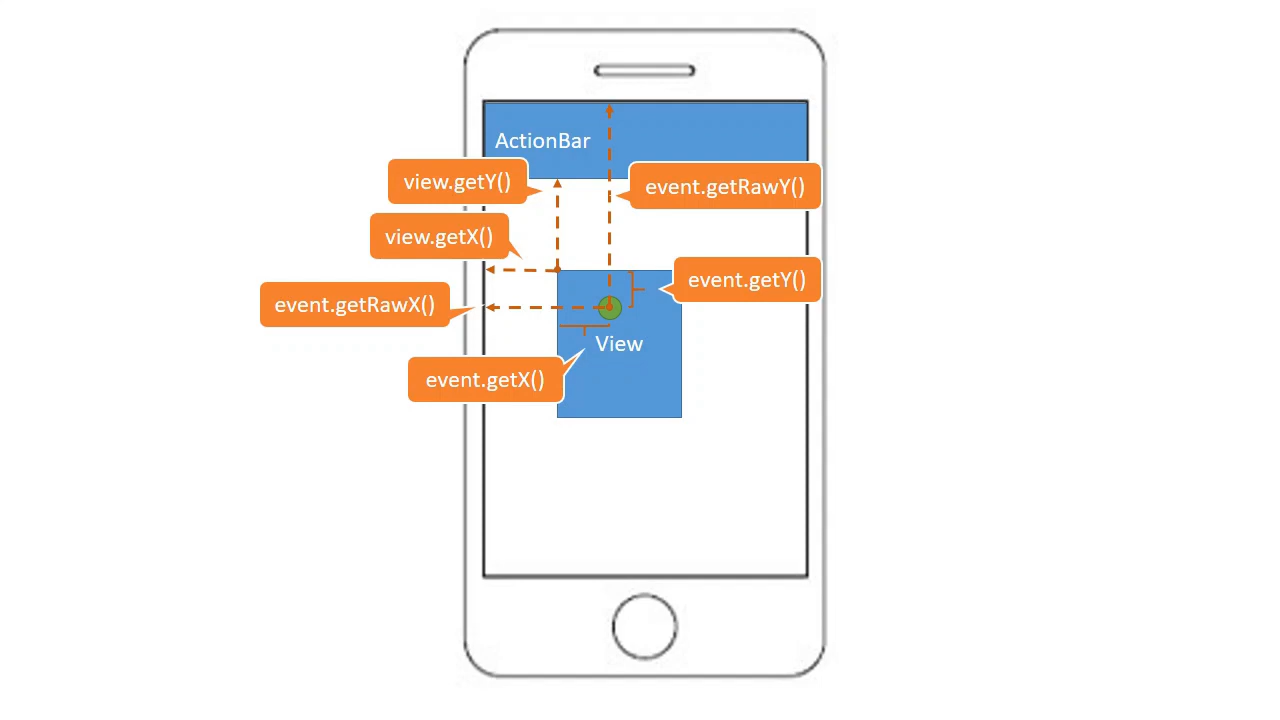 ActionBar
view.getY()
event.getRawY()
view.getX()
event.getY()
event.getRawX()
View
event.getX()